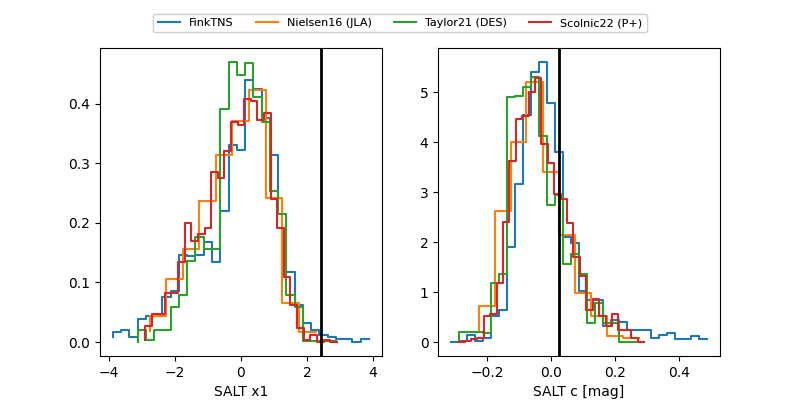 FinkTNS Nielsen16 (JLA) Taylor21 (DES) Scolnic22 (P+)
0.4
0.3
0.2
0.1
0.0
−4 −2 0 2 4
SALT x1
5
4
3
2
1
0
−0.2 0.0 0.2 0.4
SALT c [mag]